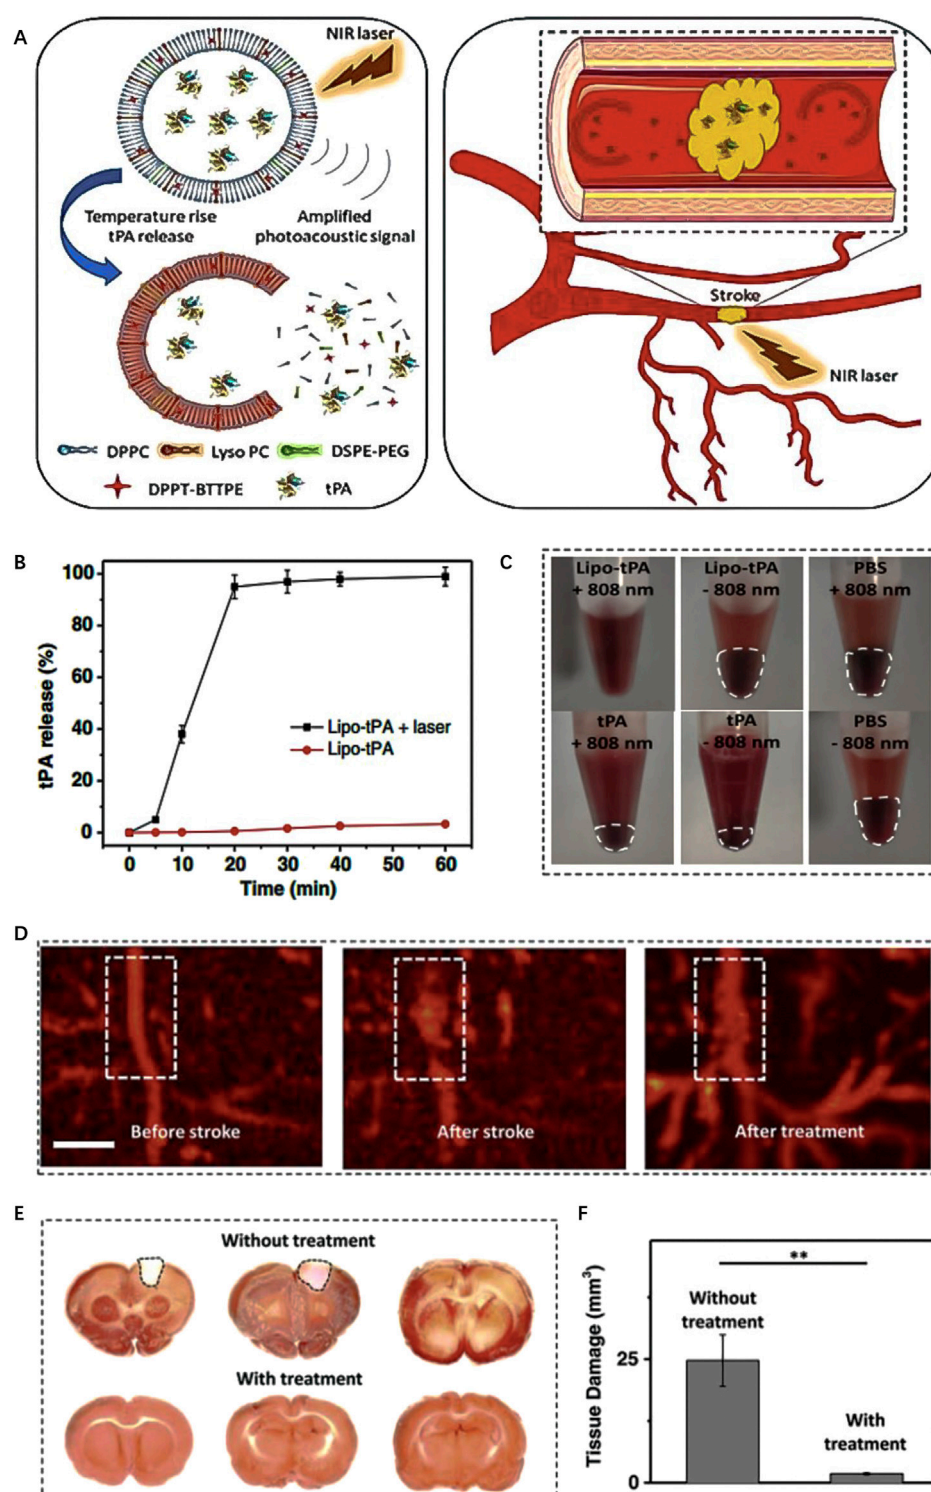 A
NIR laser
Temperature rise
tPA release
Amplified
photoacoustic signal
DPPC
Lyso PC
DSPE-PEG
DPPT-BTTPE
tPA
Stroke
NIR laser
B
tPA release (%)
100
80
60
40
20
0
Lipo-tPA + laser
Lipo-tPA
0 10 20 30 40 50 60
Time (min)
C
Lipo-tPA
+ 808 nm
Lipo-tPA
- 808 nm
PBS
+ 808 nm
tPA
+ 808 nm
tPA
- 808 nm
PBS
- 808 nm
D
Before stroke
After stroke
After treatment
E
Without treatment
With treatment
F
Tissue Damage (mm³)
25
0
**
Without
treatment
With
treatment